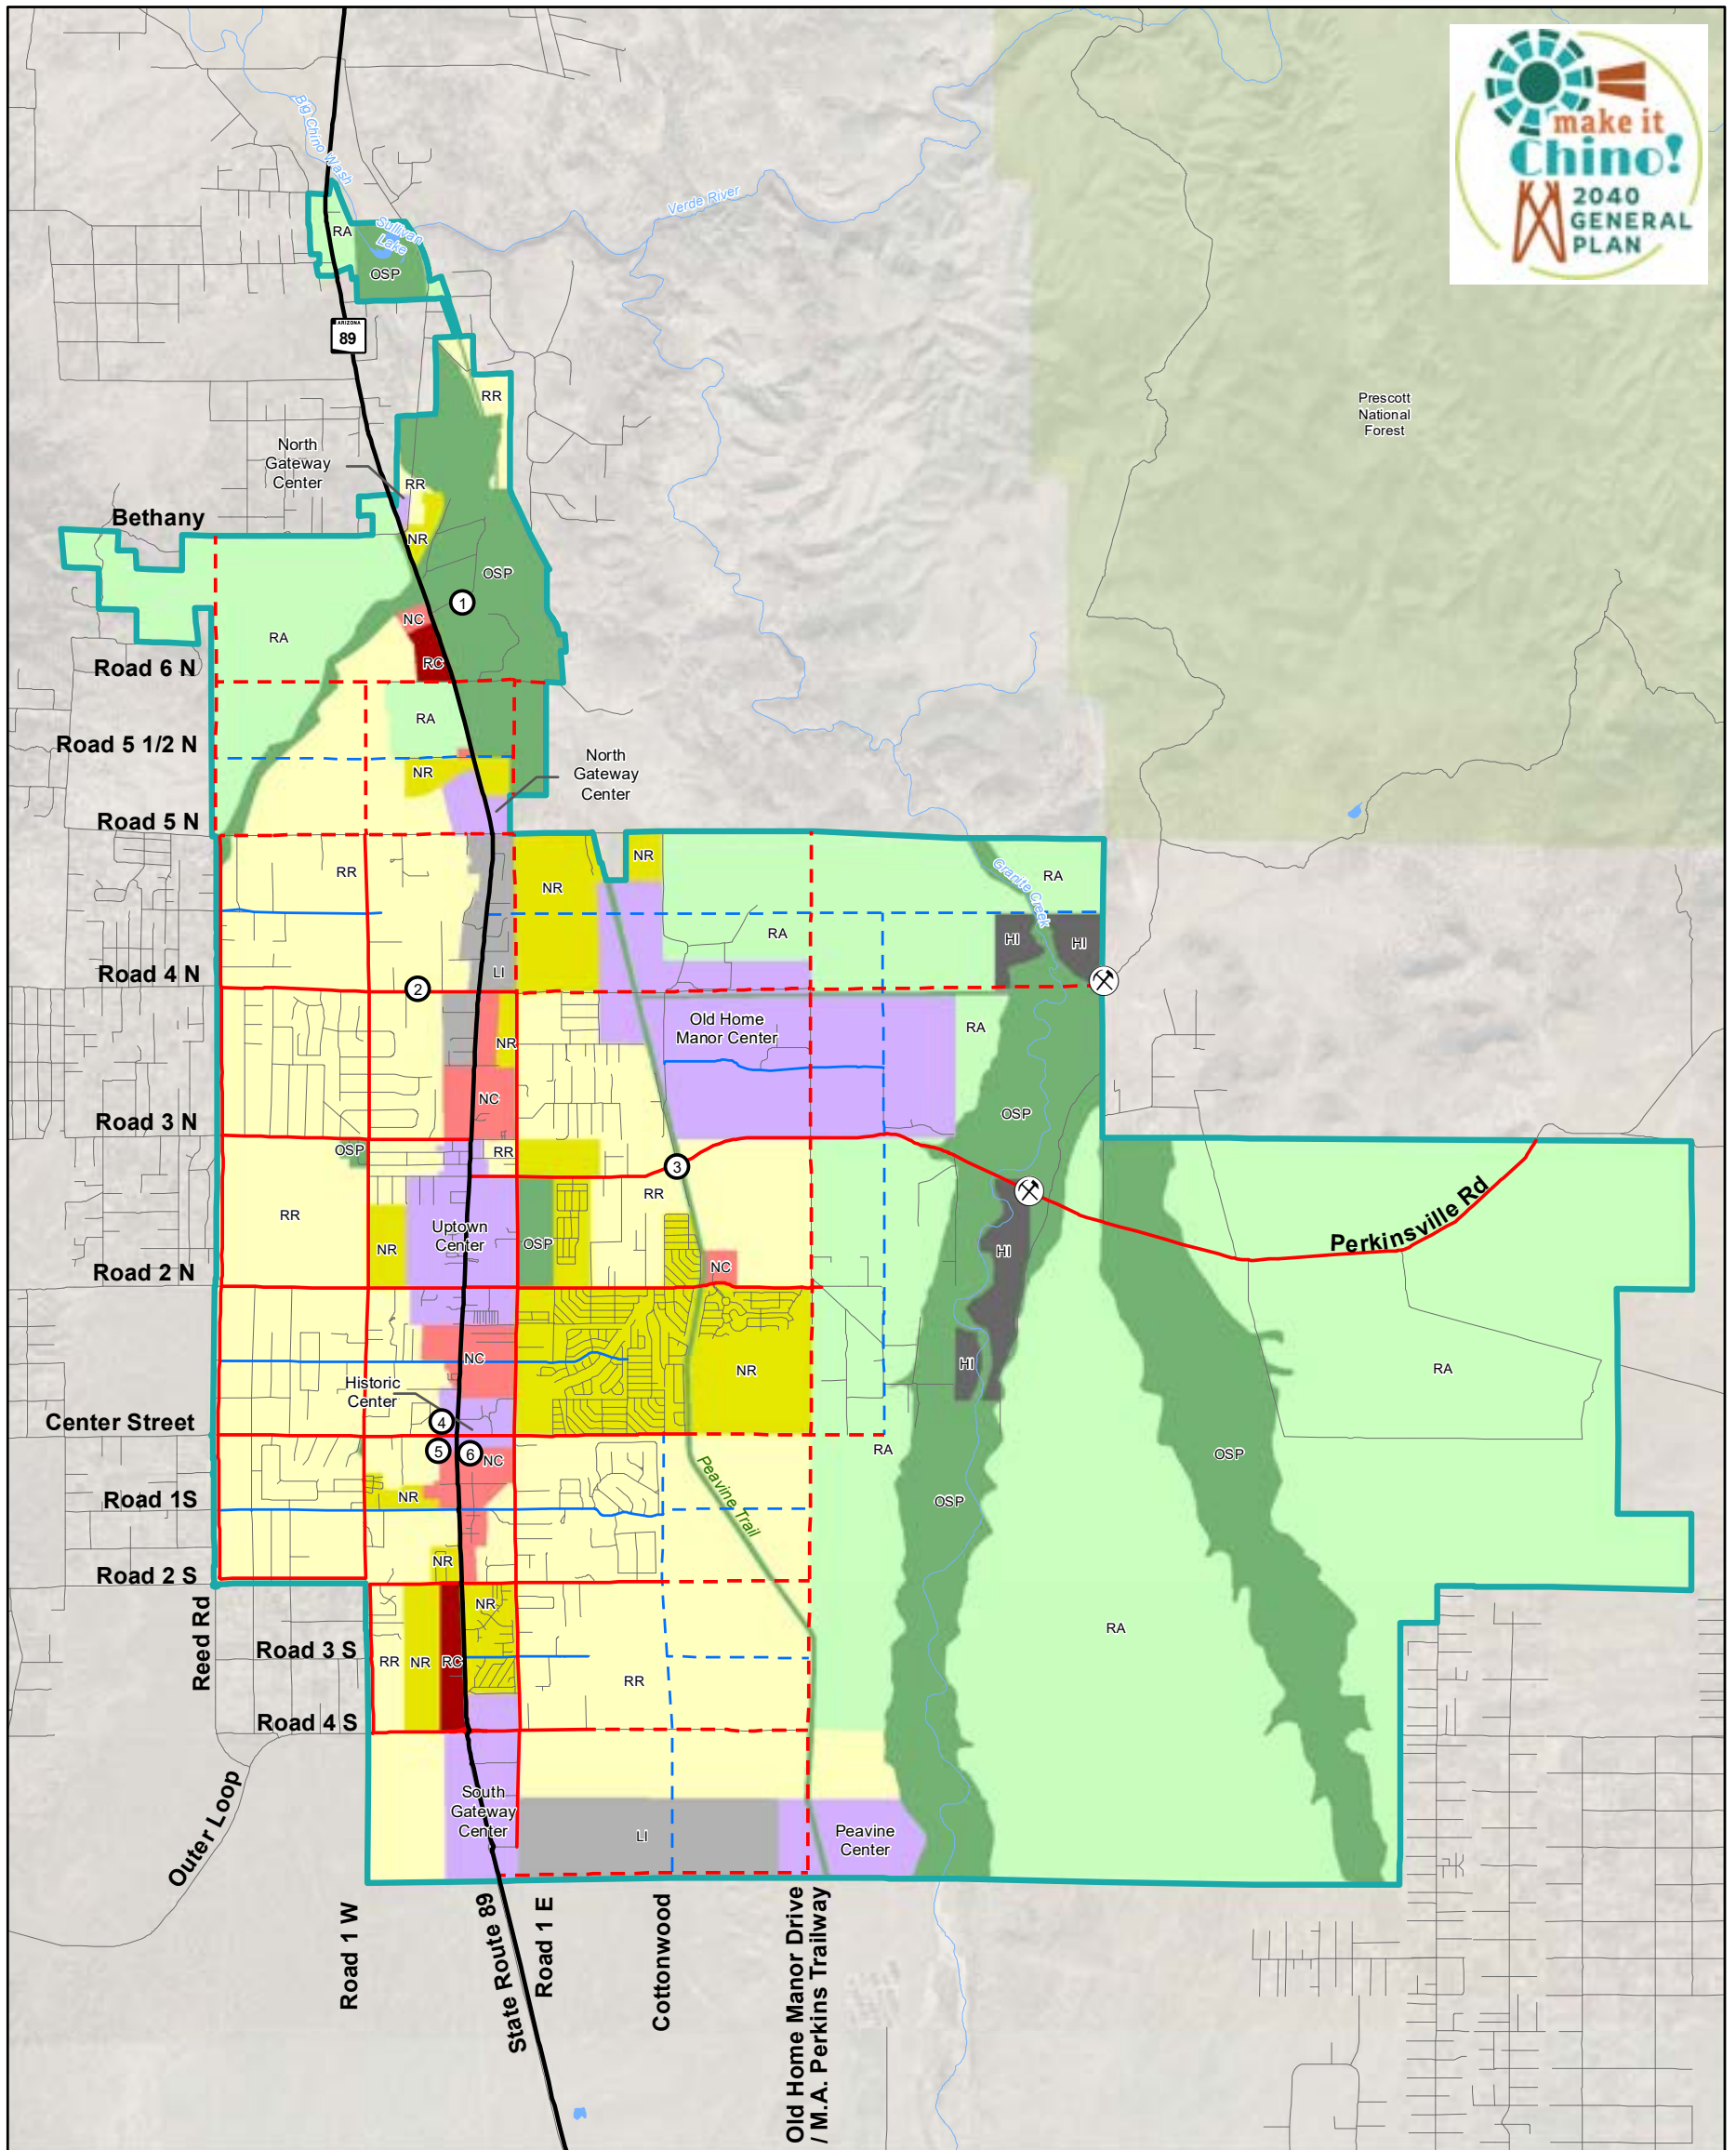 make it
Chino!
2040
GENERAL
PLAN
Big Chino Wash
Verde River
Sullivan
Lake
RA
OSP
ARIZONA
89
RR
Prescott
National
Forest
North
Gateway
Center
RR
Bethany
NR
OSP
1
NC
RA
RC
Road 6 N
RA
Road 5 1/2 N
NR
North
Gateway
Center
Road 5 N
RR
NR
NR
Granite Creek
RA
RA
HI
HI
LI
Road 4 N
2
Old Home
Manor Center
RA
NR
NC
OSP
Road 3 N
OSP
RR
3
RR
RR
Uptown
Center
NR
OSP
HI
Perkinsville Rd
Road 2 N
NC
NC
NR
HI
RA
Historic
Center
4
Center Street
5
6
NC
RA
OSP
Peavine Trail
NR
Road 1S
OSP
NR
Road 2 S
NR
Reed Rd
RA
Road 3 S
RR
NR
RC
RR
Road 4 S
South
Gateway
Center
Outer Loop
LI
Peavine
Center
Road 1 W
State Route 89
Road 1 E
Cottonwood
Old Home Manor Drive
/ M.A. Perkins Trailway